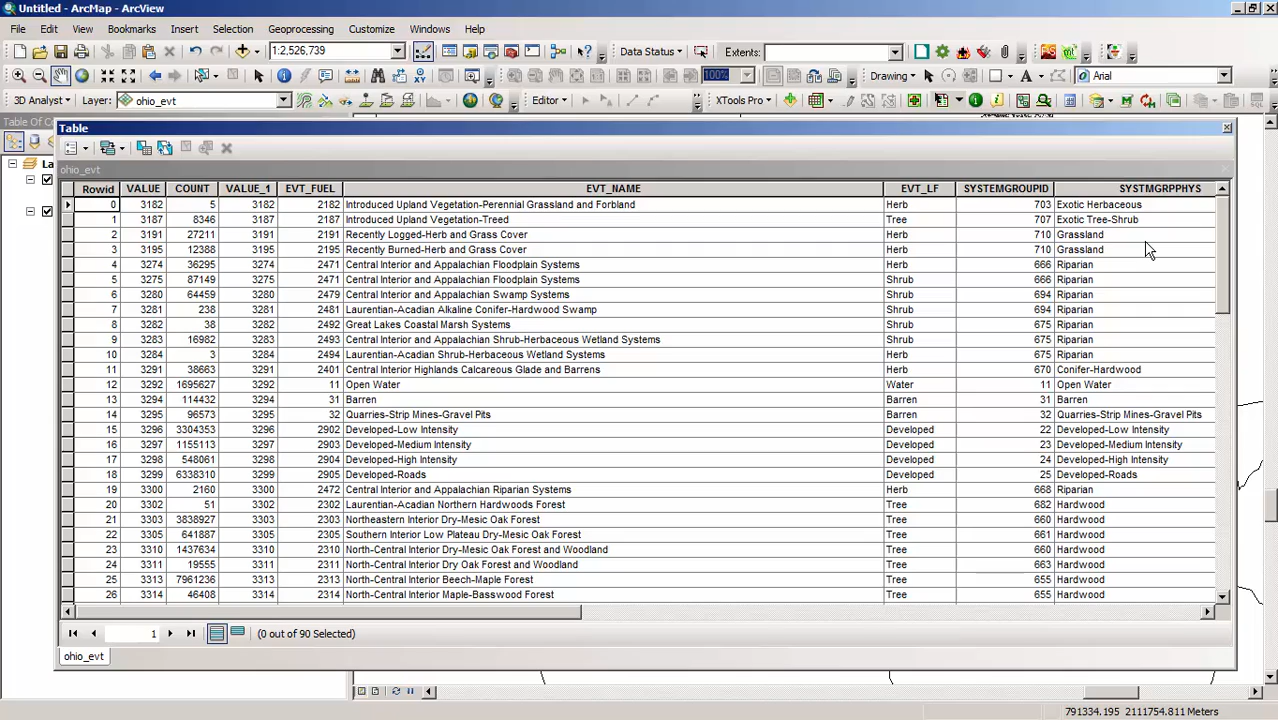 Untitled - ArcMap - ArcView
File Edit View Bookmarks Insert Selection Geoprocessing Customize Windows Help
1:2,526,739 Data Status Extents:
100% Drawing Arial
3D Analyst Layer: ohio_evt Editor XTools Pro
Table Of
Table
La
ohio_evt
Rowid VALUE COUNT VALUE_1 EVT_FUEL EVT_NAME EVT_LF SYSTEMGROUPID SYSTMGRPPHYS
0 3182 5 3182 2182 Introduced Upland Vegetation-Perennial Grassland and Forbland Herb 703 Exotic Herbaceous
1 3187 8346 3187 2187 Introduced Upland Vegetation-Treed Tree 707 Exotic Tree-Shrub
2 3191 27211 3191 2191 Recently Logged-Herb and Grass Cover Herb 710 Grassland
3 3195 12388 3195 2195 Recently Burned-Herb and Grass Cover Herb 710 Grassland
4 3274 36295 3274 2471 Central Interior and Appalachian Floodplain Systems Herb 666 Riparian
5 3275 87149 3275 2471 Central Interior and Appalachian Floodplain Systems Shrub 666 Riparian
6 3280 64459 3280 2479 Central Interior and Appalachian Swamp Systems Shrub 694 Riparian
7 3281 238 3281 2481 Laurentian-Acadian Alkaline Conifer-Hardwood Swamp Shrub 694 Riparian
8 3282 38 3282 2492 Great Lakes Coastal Marsh Systems Shrub 675 Riparian
9 3283 16982 3283 2493 Central Interior and Appalachian Shrub-Herbaceous Wetland Systems Shrub 675 Riparian
10 3284 3 3284 2494 Laurentian-Acadian Shrub-Herbaceous Wetland Systems Herb 675 Riparian
11 3291 38663 3291 2401 Central Interior Highlands Calcareous Glade and Barrens Herb 670 Conifer-Hardwood
12 3292 1695627 3292 11 Open Water Water 11 Open Water
13 3294 114432 3294 31 Barren Barren 31 Barren
14 3295 96573 3295 32 Quarries-Strip Mines-Gravel Pits Barren 32 Quarries-Strip Mines-Gravel Pits
15 3296 3304353 3296 2902 Developed-Low Intensity Developed 22 Developed-Low Intensity
16 3297 1155113 3297 2903 Developed-Medium Intensity Developed 23 Developed-Medium Intensity
17 3298 548061 3298 2904 Developed-High Intensity Developed 24 Developed-High Intensity
18 3299 6338310 3299 2905 Developed-Roads Developed 25 Developed-Roads
19 3300 2160 3300 2472 Central Interior and Appalachian Riparian Systems Herb 668 Riparian
20 3302 51 3302 2302 Laurentian-Acadian Northern Hardwoods Forest Tree 682 Hardwood
21 3303 3838927 3303 2303 Northeastern Interior Dry-Mesic Oak Forest Tree 660 Hardwood
22 3305 641887 3305 2305 Southern Interior Low Plateau Dry-Mesic Oak Forest Tree 661 Hardwood
23 3310 1437634 3310 2310 North-Central Interior Dry-Mesic Oak Forest and Woodland Tree 660 Hardwood
24 3311 19555 3311 2311 North-Central Interior Dry Oak Forest and Woodland Tree 663 Hardwood
25 3313 7961236 3313 2313 North-Central Interior Beech-Maple Forest Tree 655 Hardwood
26 3314 46408 3314 2314 North-Central Interior Maple-Basswood Forest Tree 655 Hardwood
1 (0 out of 90 Selected)
ohio_evt
791334.195 2111754.811 Meters